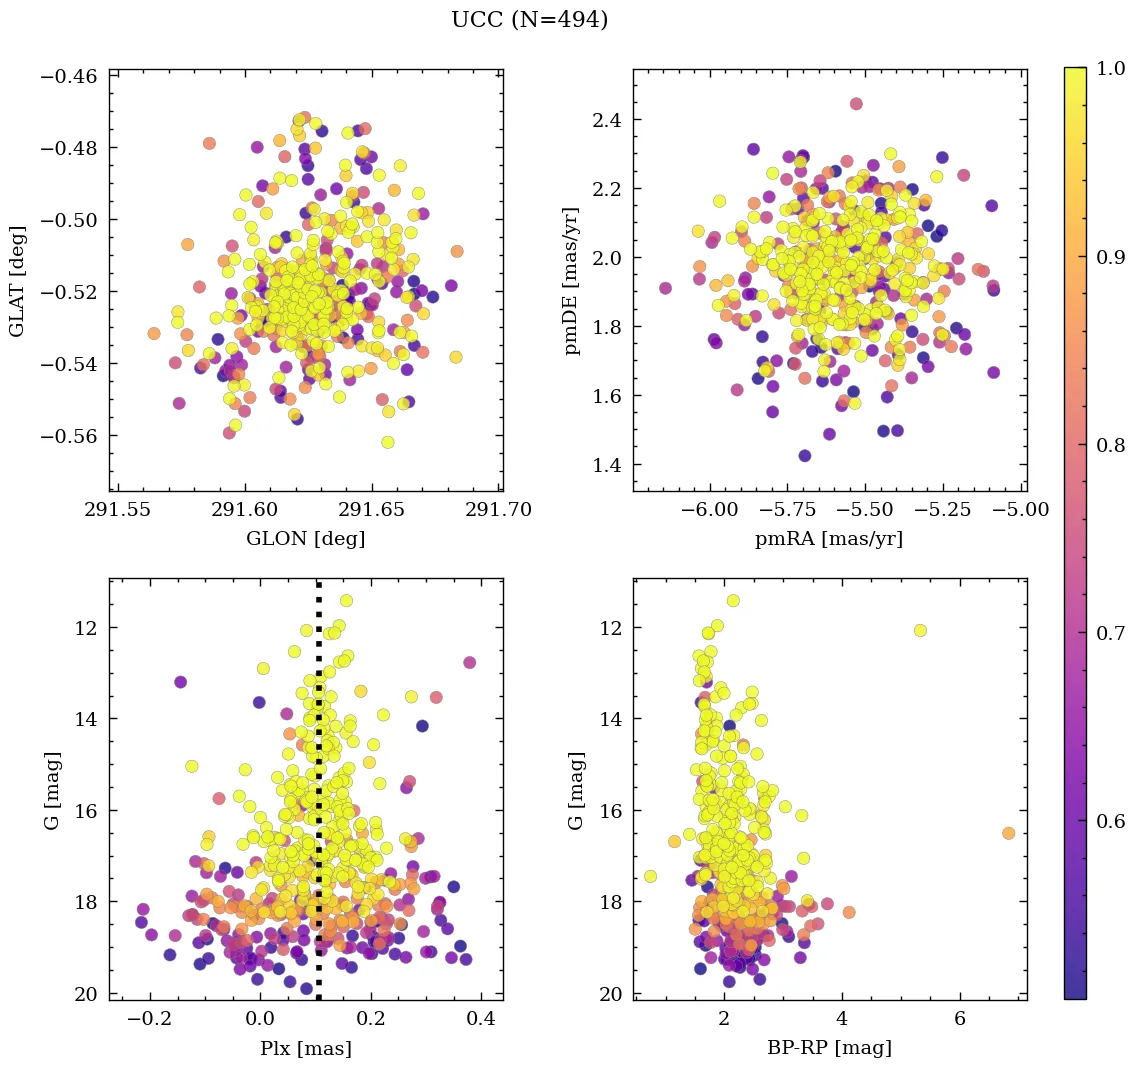 UCC (N=494)
−0.46
−0.48
−0.50
−0.52
−0.54
−0.56
GLAT [deg]
291.55 291.60 291.65 291.70
GLON [deg]
2.4
2.2
2.0
1.8
1.6
1.4
pmDE [mas/yr]
−6.00 −5.75 −5.50 −5.25 −5.00
pmRA [mas/yr]
1.0
0.9
0.8
0.7
0.6
12
14
16
18
20
G [mag]
−0.2 0.0 0.2 0.4
Plx [mas]
12
14
16
18
20
G [mag]
2 4 6
BP-RP [mag]